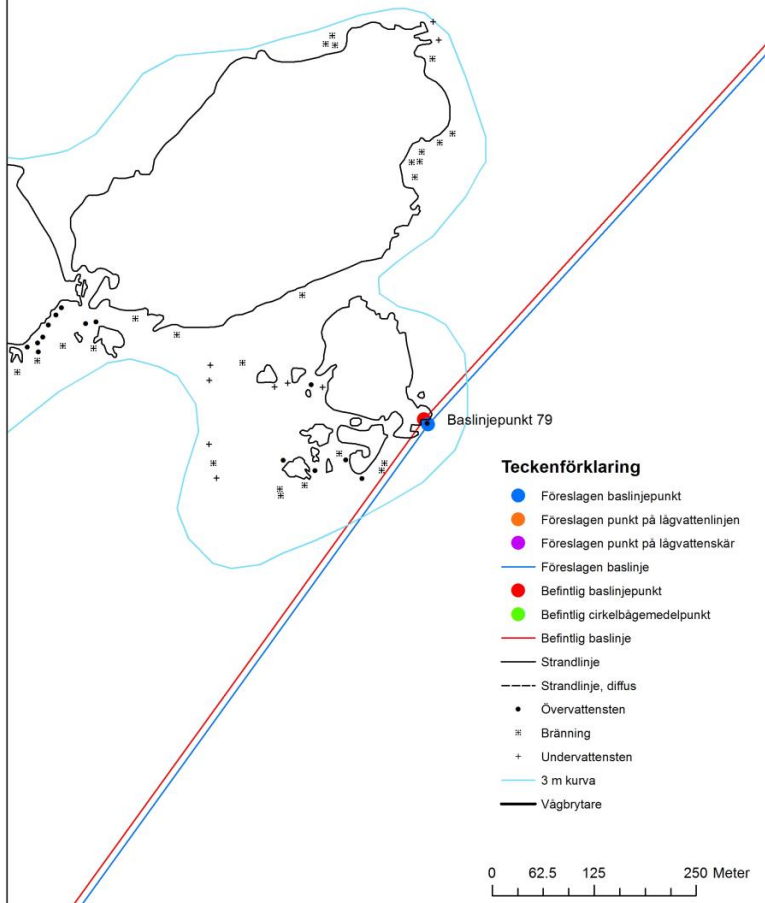 Baslinjepunkt 79
Teckenförklaring
Föreslagen baslinjepunkt
Föreslagen punkt på lågvattenlinjen
Föreslagen punkt på lågvattenskär
Föreslagen baslinje
Befintlig baslinjepunkt
Befintlig cirkelbågemedelpunkt
Befintlig baslinje
Strandlinje
Strandlinje, diffus
Övervattensten
Bränning
Undervattensten
3 m kurva
Vågbrytare
0 62.5 125 250 Meter